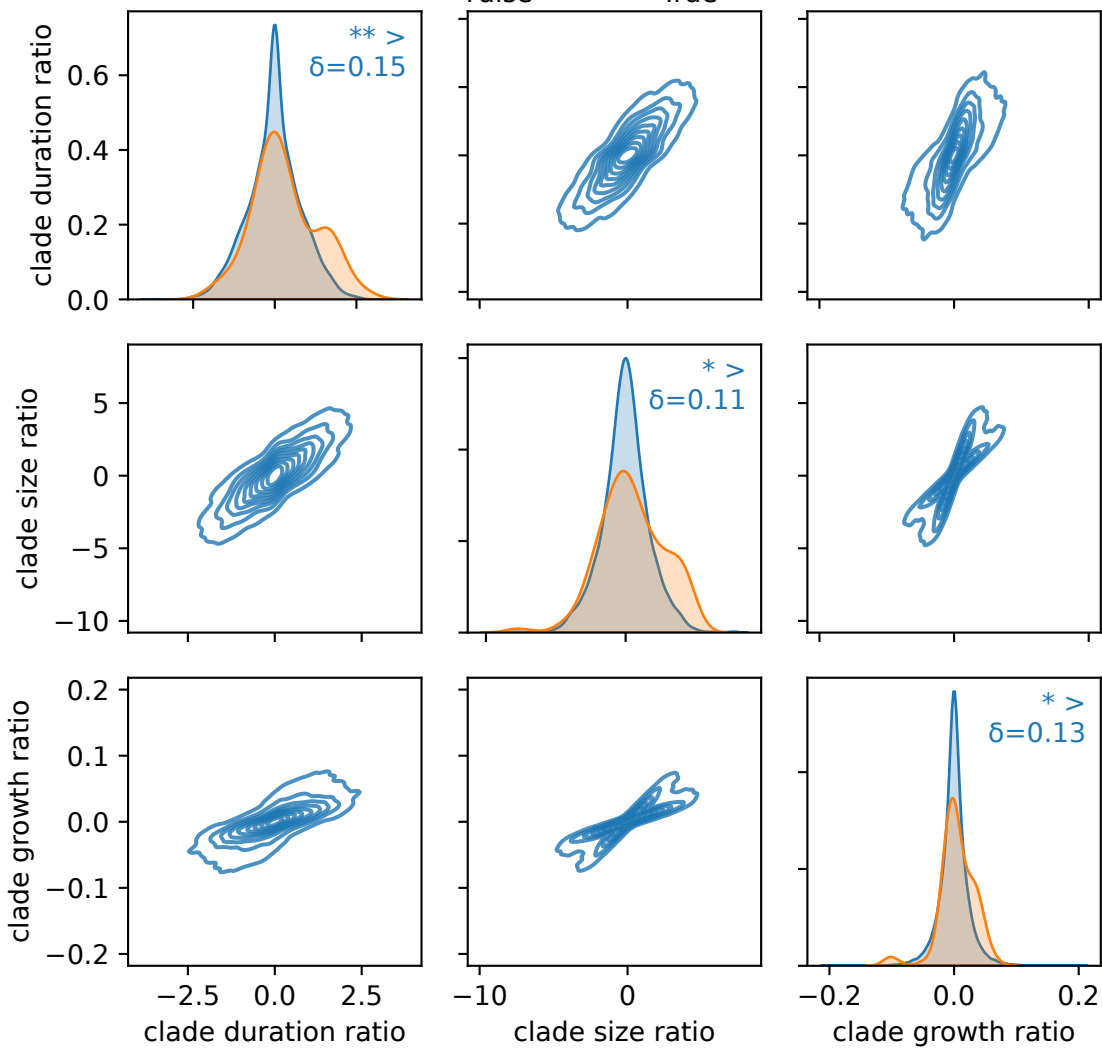 False True
clade duration ratio
0.6
0.4
0.2
0.0
** >
δ=0.15
clade size ratio
5
0
−5
−10
* >
δ=0.11
clade growth ratio
0.2
0.1
0.0
−0.1
−0.2
* >
δ=0.13
−2.5 0.0 2.5
−10 0
−0.2 0.0 0.2
clade duration ratio
clade size ratio
clade growth ratio